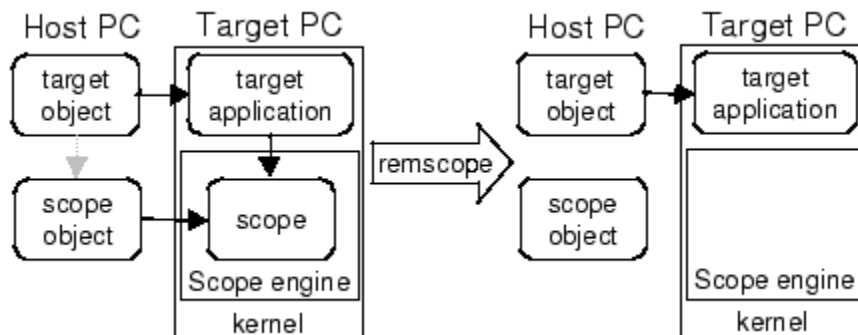 Host PC
Target PC
target
object
target
application
scope
object
scope
Scope engine
kernel
remscope
Host PC
Target PC
target
object
target
application
scope
object
Scope engine
kernel